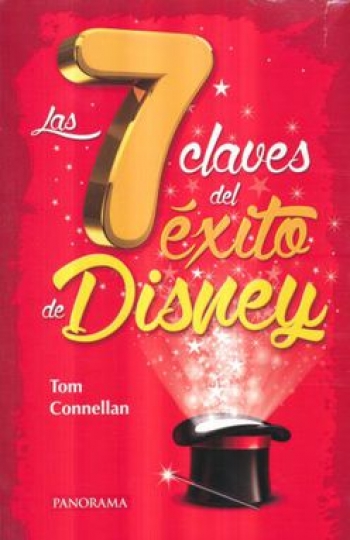 Las 7 claves
del
éxito
de Disney
Tom
Connellan
PANORAMA